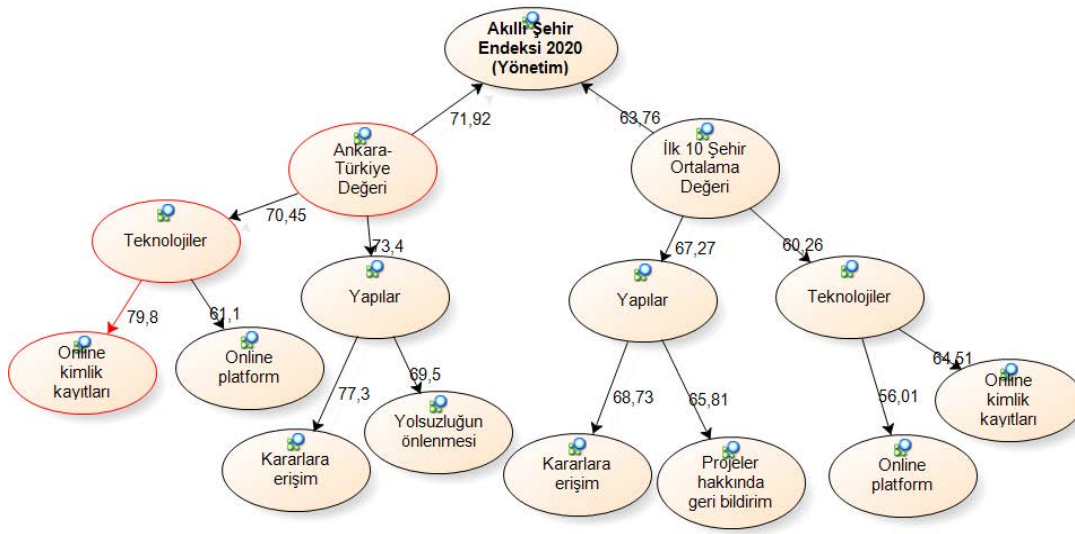 Akıllı Şehir
Endeksi 2020
(Yönetim)
71,92
63,76
Ankara-
Türkiye
Değeri
İlk 10 Şehir
Ortalama
Değeri
70,45
73,4
67,27
60,26
Teknolojiler
Yapılar
Yapılar
Teknolojiler
79,8
61,1
77,3
69,5
68,73
65,81
56,01
64,51
Online
kimlik
kayıtları
Online
platform
Kararlara
erişim
Yolsuzluğun
önlenmesi
Kararlara
erişim
Projeler
hakkında
geri bildirim
Online
platform
Online
kimlik
kayıtları